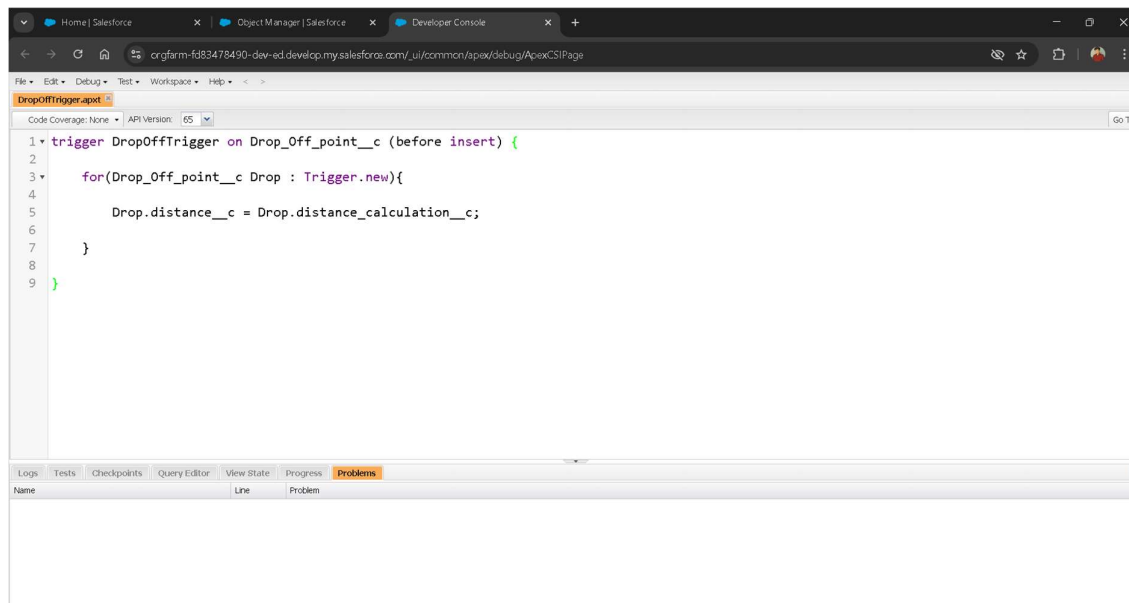 Home | Salesforce
Object Manager | Salesforce
Developer Console
orgfarm-fd83478490-dev-ed.develop.my.salesforce.com/_ui/common/apex/debug/ApexCSIPage
File Edit Debug Test Workspace Help < >
DropOffTrigger.apxt
Code Coverage: None API Version: 65 Go T
1 trigger DropOffTrigger on Drop_Off_point__c (before insert) {
2
3 for(Drop_Off_point__c Drop : Trigger.new){
4
5 Drop.distance__c = Drop.distance_calculation__c;
6
7 }
8
9 }
Logs Tests Checkpoints Query Editor View State Progress Problems
Name Line Problem